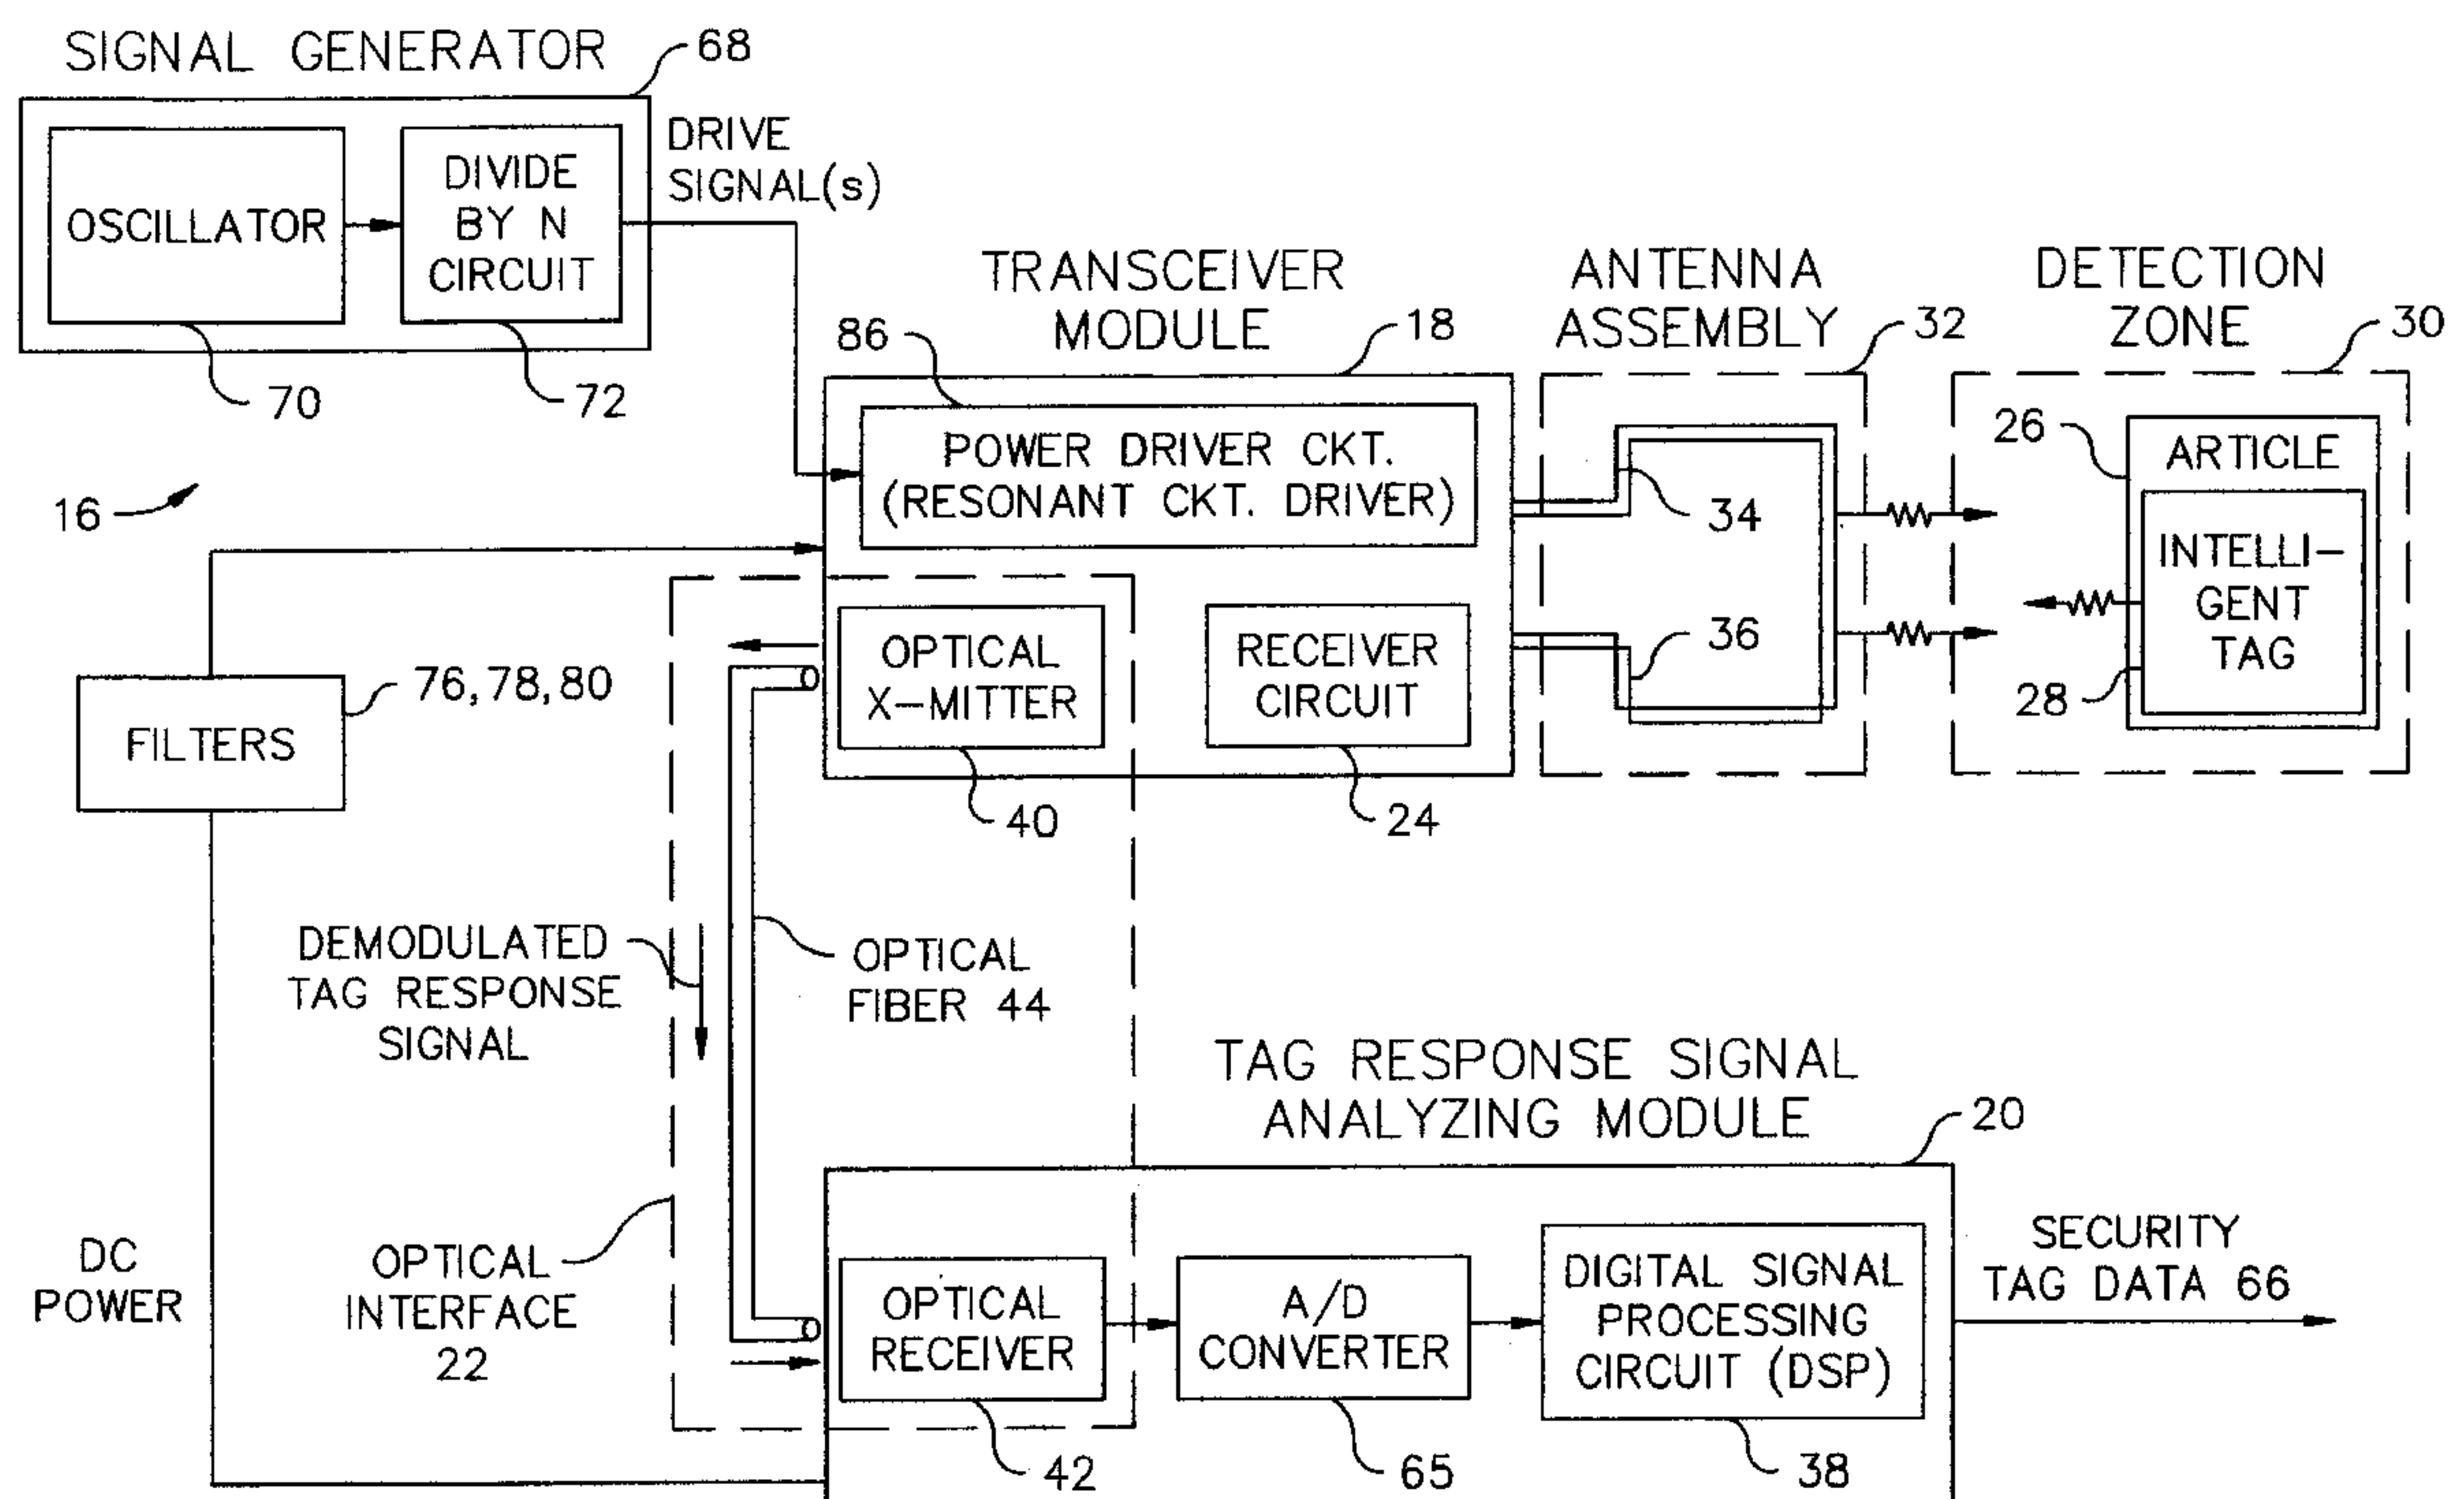 SIGNAL GENERATOR
68
OSCILLATOR
DIVIDE
BY N
CIRCUIT
DRIVE
SIGNAL(s)
70
72
16
TRANSCEIVER
MODULE
86
18
POWER DRIVER CKT.
(RESONANT CKT. DRIVER)
ANTENNA
ASSEMBLY
32
34
36
DETECTION
ZONE
30
26
ARTICLE
INTELLI-
GENT
TAG
28
OPTICAL
X-MITTER
40
RECEIVER
CIRCUIT
24
FILTERS
76, 78, 80
DEMODULATED
TAG RESPONSE
SIGNAL
OPTICAL
FIBER 44
TAG RESPONSE SIGNAL
ANALYZING MODULE
20
DC
POWER
OPTICAL
INTERFACE
22
OPTICAL
RECEIVER
42
A/D
CONVERTER
65
DIGITAL SIGNAL
PROCESSING
CIRCUIT (DSP)
38
SECURITY
TAG DATA 66